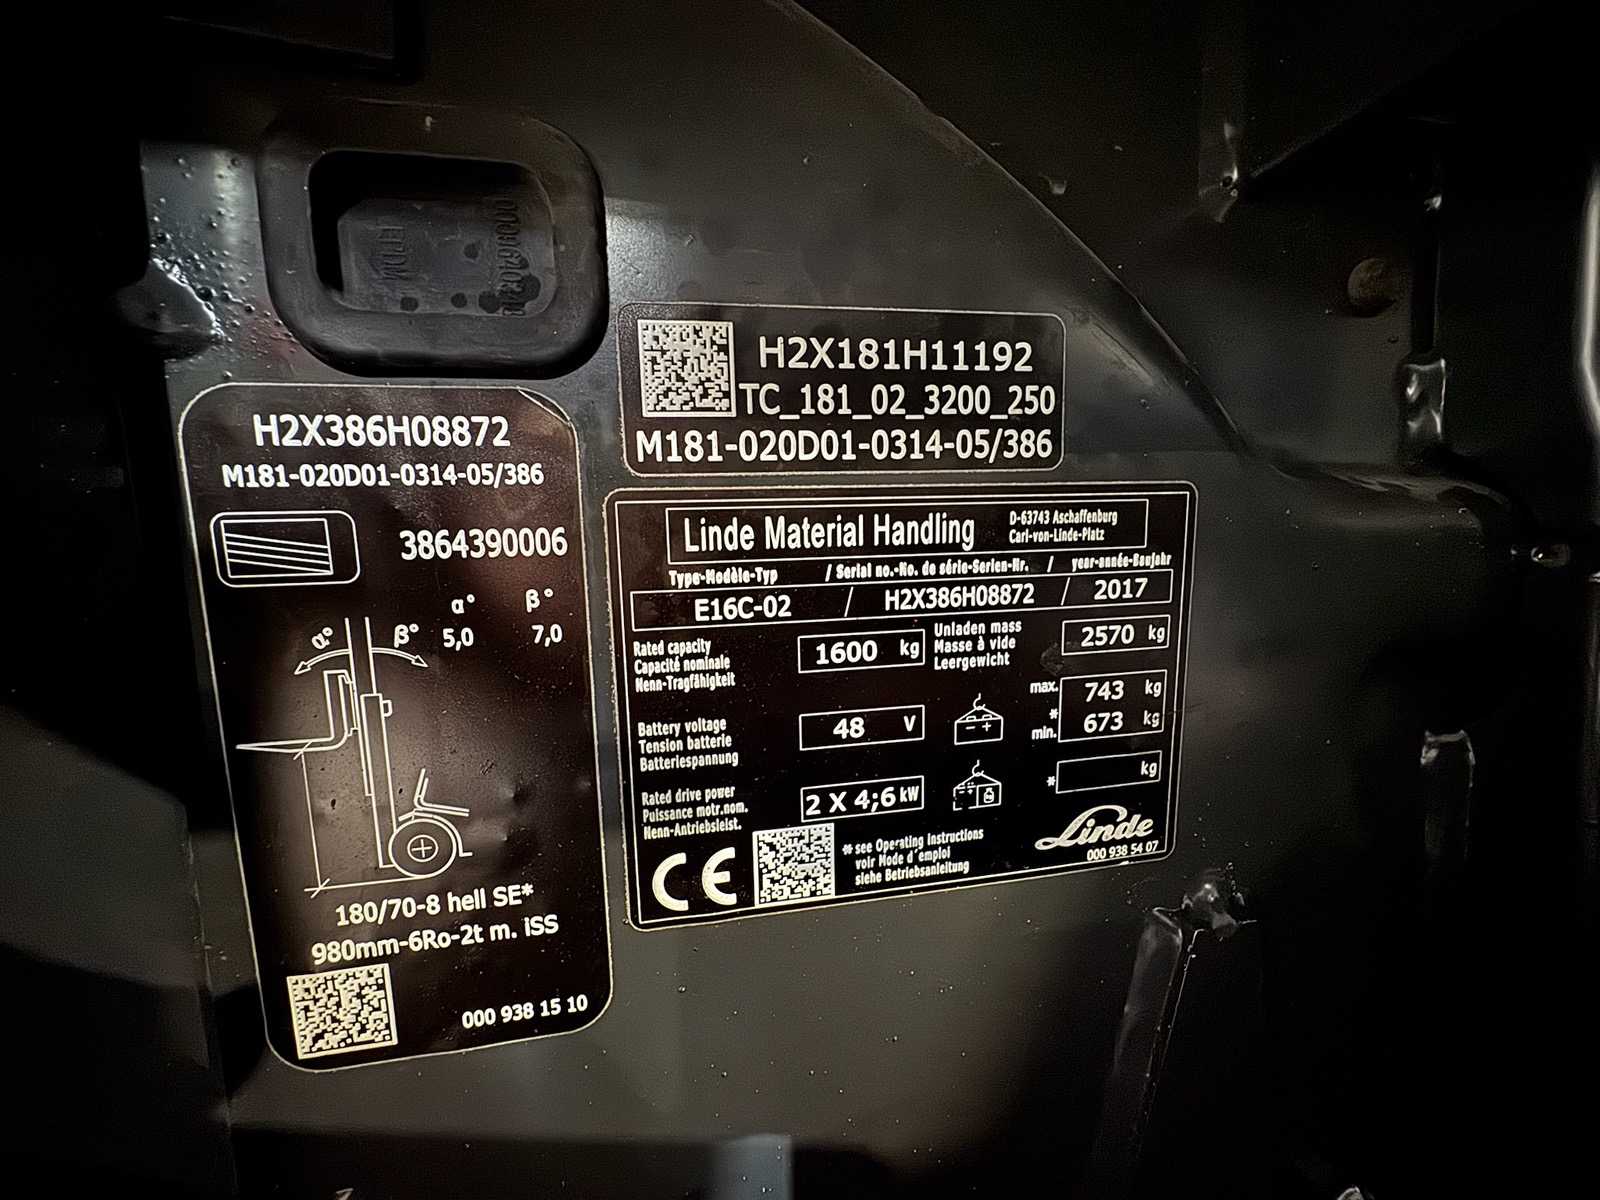 EPDM
H2X181H11192
TC_181_02_3200_250
M181-020D01-0314-05/386
H2X386H08872
M181-020D01-0314-05/386
3864390006
α° β°
α° β° 5,0 7,0
180/70-8 hell SE*
980mm-6Ro-2t m. iSS
000 938 15 10
Linde Material Handling
D-63743 Aschaffenburg
Carl-von-Linde-Platz
Type-Modèle-Typ / Serial no.-No. de série-Serien-Nr. / year-année-Baujahr
E16C-02 / H2X386H08872 / 2017
Rated capacity
Capacité nominale
Nenn-Tragfähigkeit
1600 kg
Unladen mass
Masse à vide
Leergewicht
2570 kg
Battery voltage
Tension batterie
Batteriespannung
48 V
max. 743 kg
*
min. 673 kg
Rated drive power
Puissance motr.nom.
Nenn-Antriebsleist.
2 X 4;6 kW
* kg
CE
* see Operating instructions
voir Mode d'emploi
siehe Betriebsanleitung
Linde
000 938 54 07